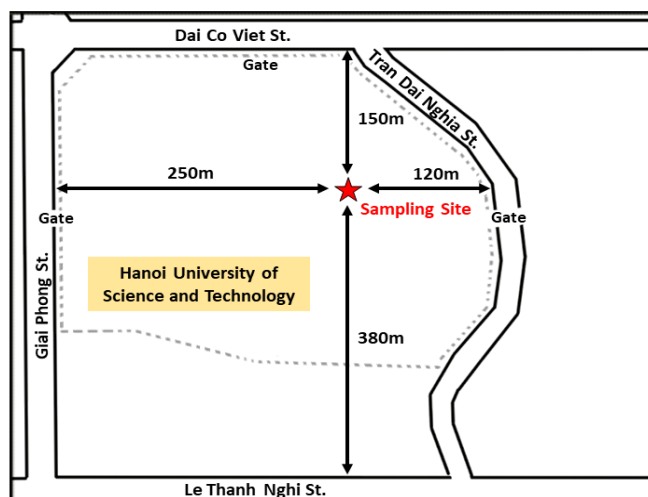 Dai Co Viet St.
Gate
Tran Dai Nghia St.
150m
250m
120m
Sampling Site
Gate
Gate
Hanoi University of
Science and Technology
Giai Phong St.
380m
Le Thanh Nghi St.